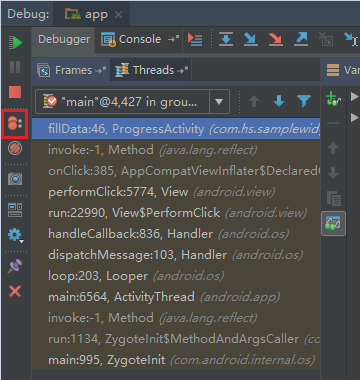 Debug: app
Debugger Console
Frames Threads Var
"main"@4,427 in grou...
fillData:46, ProgressActivity (com.hs.samplewid
invoke:-1, Method (java.lang.reflect)
onClick:385, AppCompatViewInflater$Declared
performClick:5774, View (android.view)
run:22990, View$PerformClick (android.view)
handleCallback:836, Handler (android.os)
dispatchMessage:103, Handler (android.os)
loop:203, Looper (android.os)
main:6564, ActivityThread (android.app)
invoke:-1, Method (java.lang.reflect)
run:1134, ZygoteInit$MethodAndArgsCaller (co
main:995, ZygoteInit (com.android.internal.os)